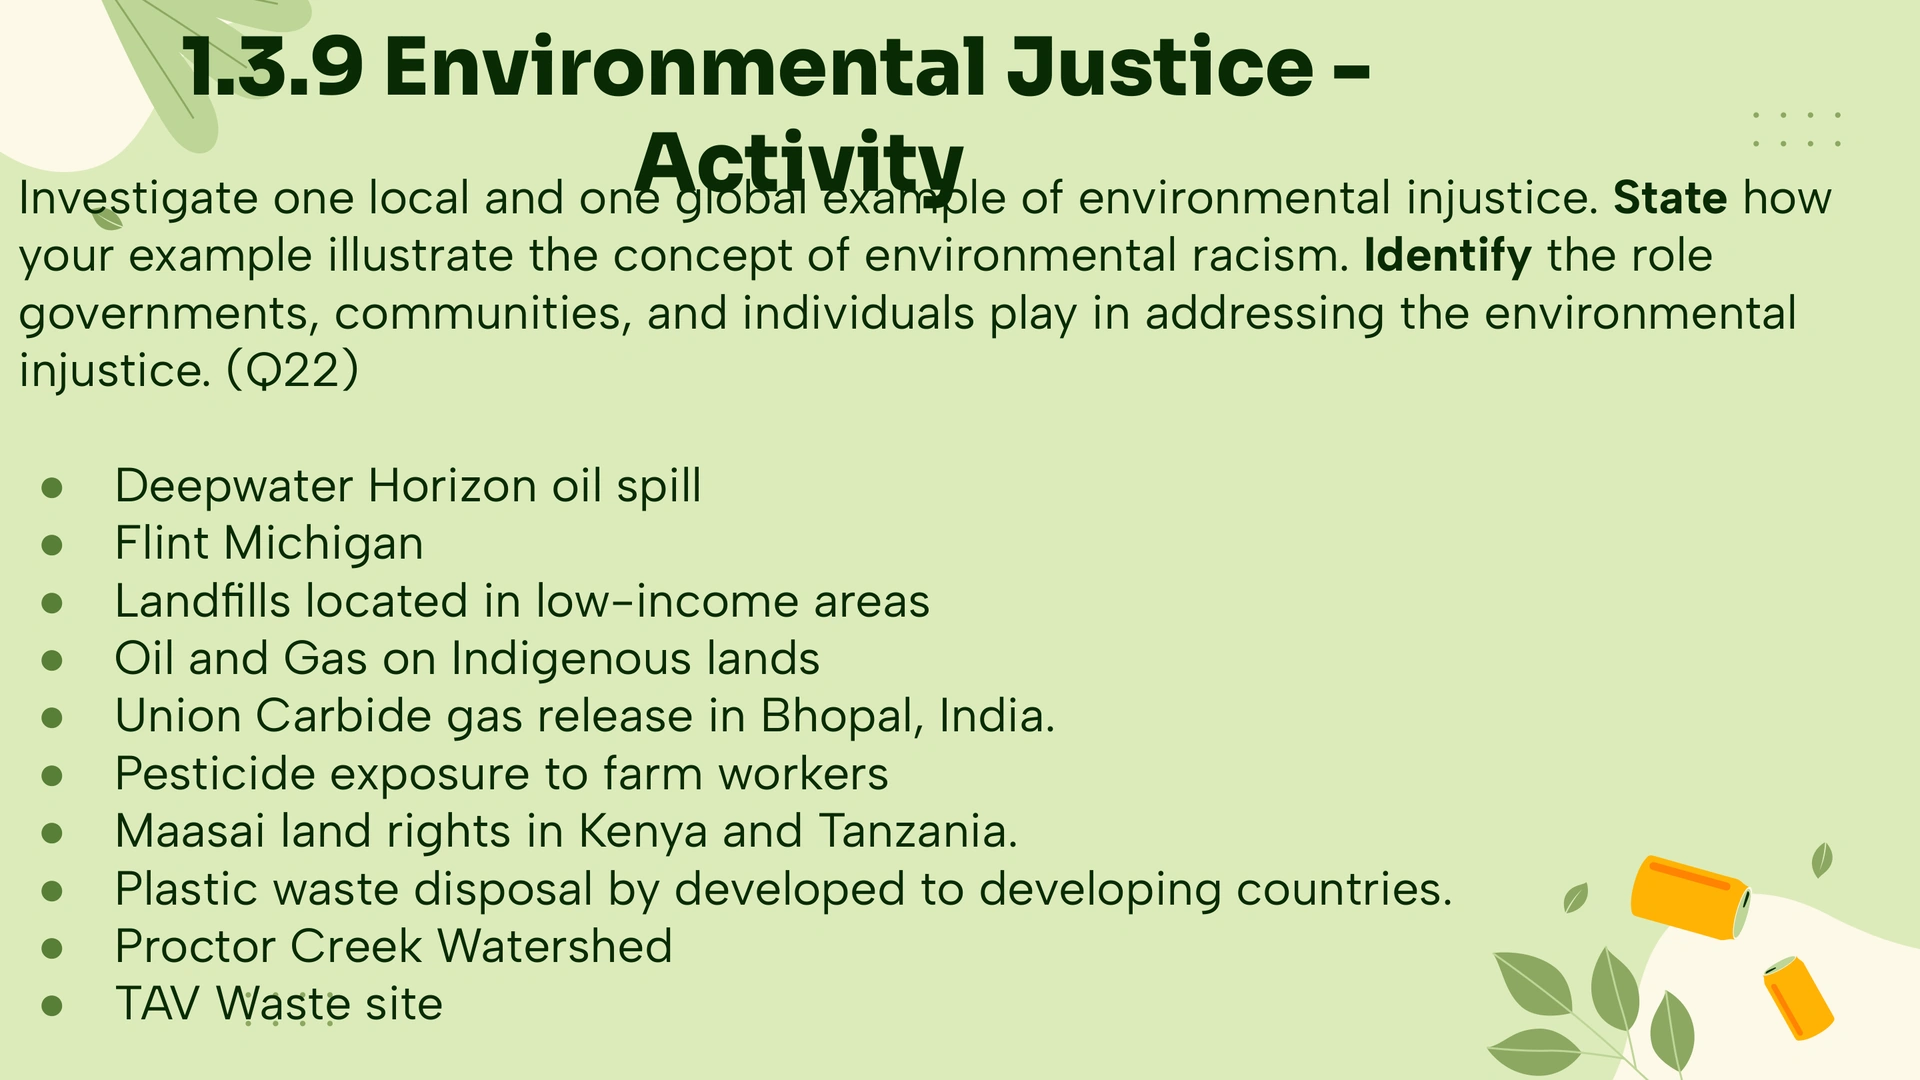 1.3.9 Environmental Justice –
Activity
Investigate one local and one global example of environmental injustice. State how
your example illustrate the concept of environmental racism. Identify the role
governments, communities, and individuals play in addressing the environmental
injustice. (Q22)
● Deepwater Horizon oil spill
● Flint Michigan
● Landfills located in low-income areas
● Oil and Gas on Indigenous lands
● Union Carbide gas release in Bhopal, India.
● Pesticide exposure to farm workers
● Maasai land rights in Kenya and Tanzania.
● Plastic waste disposal by developed to developing countries.
● Proctor Creek Watershed
● TAV Waste site